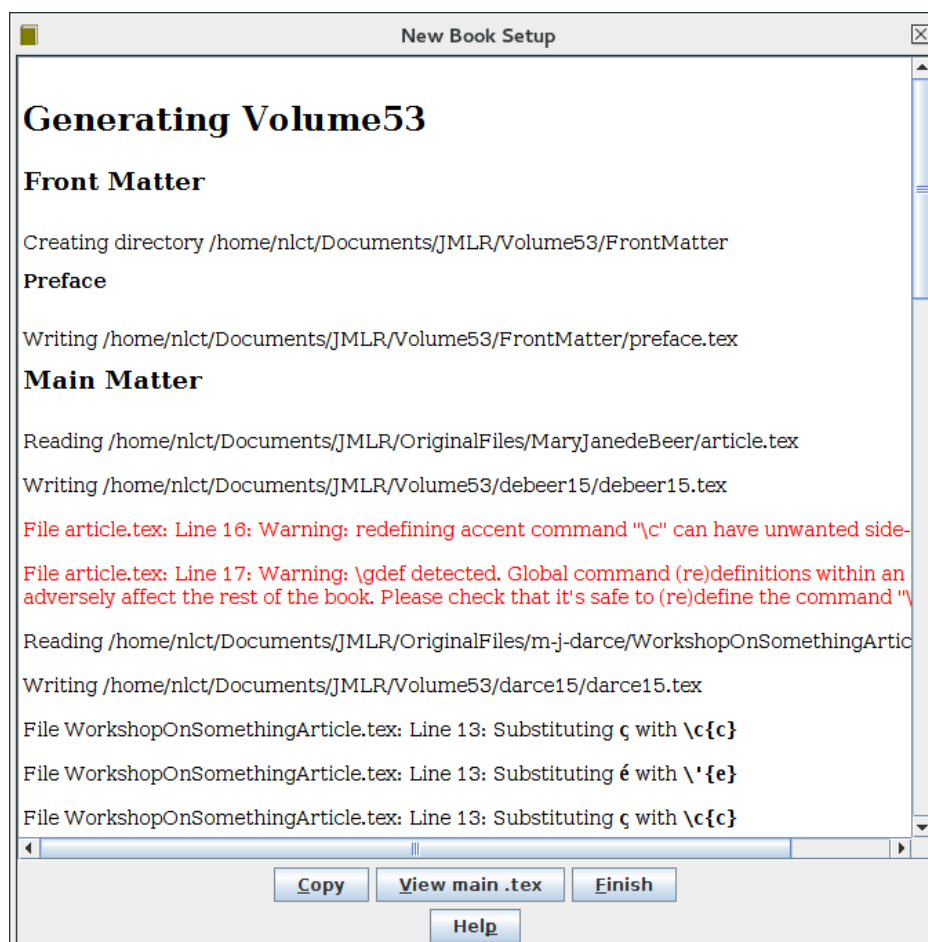 New Book Setup
Generating Volume53
Front Matter
Creating directory /home/nlct/Documents/JMLR/Volume53/FrontMatter
Preface
Writing /home/nlct/Documents/JMLR/Volume53/FrontMatter/preface.tex
Main Matter
Reading /home/nlct/Documents/JMLR/OriginalFiles/MaryJanedeBeer/article.tex
Writing /home/nlct/Documents/JMLR/Volume53/debeer15/debeer15.tex
File article.tex: Line 16: Warning: redefining accent command "\c" can have unwanted side-
File article.tex: Line 17: Warning: \gdef detected. Global command (re)definitions within an
adversely affect the rest of the book. Please check that it's safe to (re)define the command "\
Reading /home/nlct/Documents/JMLR/OriginalFiles/m-j-darce/WorkshopOnSomethingArtic
Writing /home/nlct/Documents/JMLR/Volume53/darce15/darce15.tex
File WorkshopOnSomethingArticle.tex: Line 13: Substituting ç with \c{c}
File WorkshopOnSomethingArticle.tex: Line 13: Substituting é with \'{e}
File WorkshopOnSomethingArticle.tex: Line 13: Substituting ç with \c{c}
Copy View main .tex Finish
Help